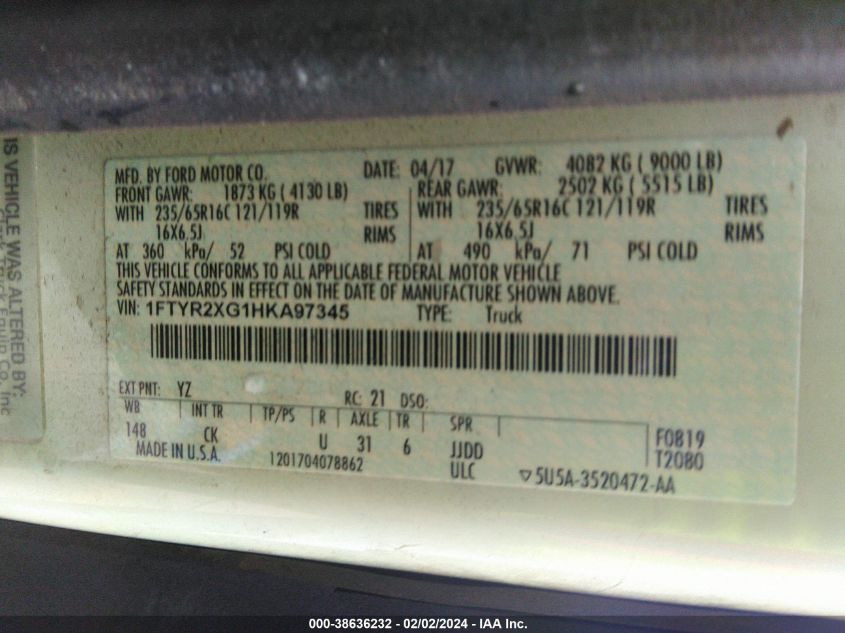 IS VEHICLE WAS ALTERED BY:
Clark Truck Equip Co, Inc
MFD. BY FORD MOTOR CO. DATE: 04/17 GVWR: 4082 KG ( 9000 LB)
FRONT GAWR: 1873 KG ( 4130 LB) REAR GAWR: 2502 KG ( 5515 LB)
WITH 235/65R16C 121/119R TIRES WITH 235/65R16C 121/119R TIRES
16X6.5J RIMS 16X6.5J RIMS
AT 360 kPa/ 52 PSI COLD AT 490 kPa/ 71 PSI COLD
THIS VEHICLE CONFORMS TO ALL APPLICABLE FEDERAL MOTOR VEHICLE
SAFETY STANDARDS IN EFFECT ON THE DATE OF MANUFACTURE SHOWN ABOVE.
VIN: 1FTYR2XG1HKA97345 TYPE: Truck
EXT PNT: YZ RC: 21 DSO:
WB INT TR TP/PS R AXLE TR SPR
148 CK U 31 6 JJDD F0819
MADE IN U.S.A. 1201704078862 ULC T2080
▽5U5A-3520472-AA
000-38636232 - 02/02/2024 - IAA Inc.